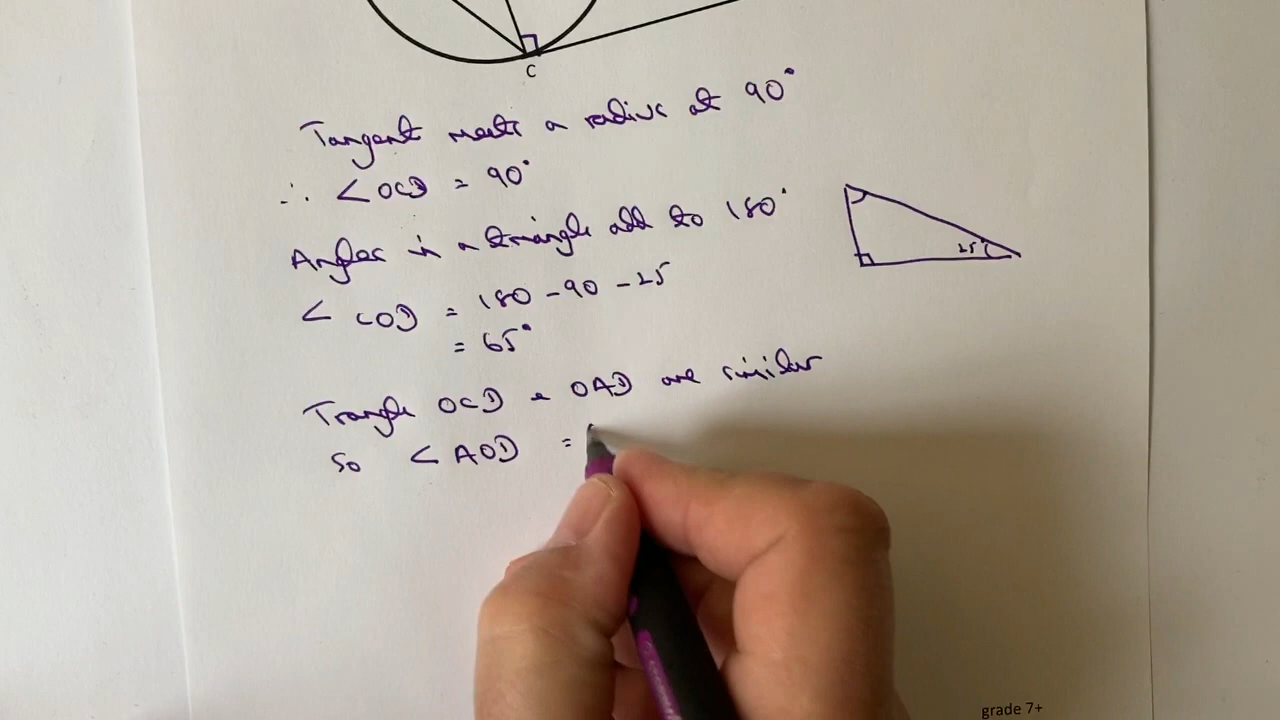 C
Tangent meets a radius at 90°
∴ ∠OCD = 90°
Angles in a triangle add to 180°
25
∠ COD = 180 - 90 - 25
= 65°
Triangle OCD & OAD are similar
so ∠ AOD =
grade 7+